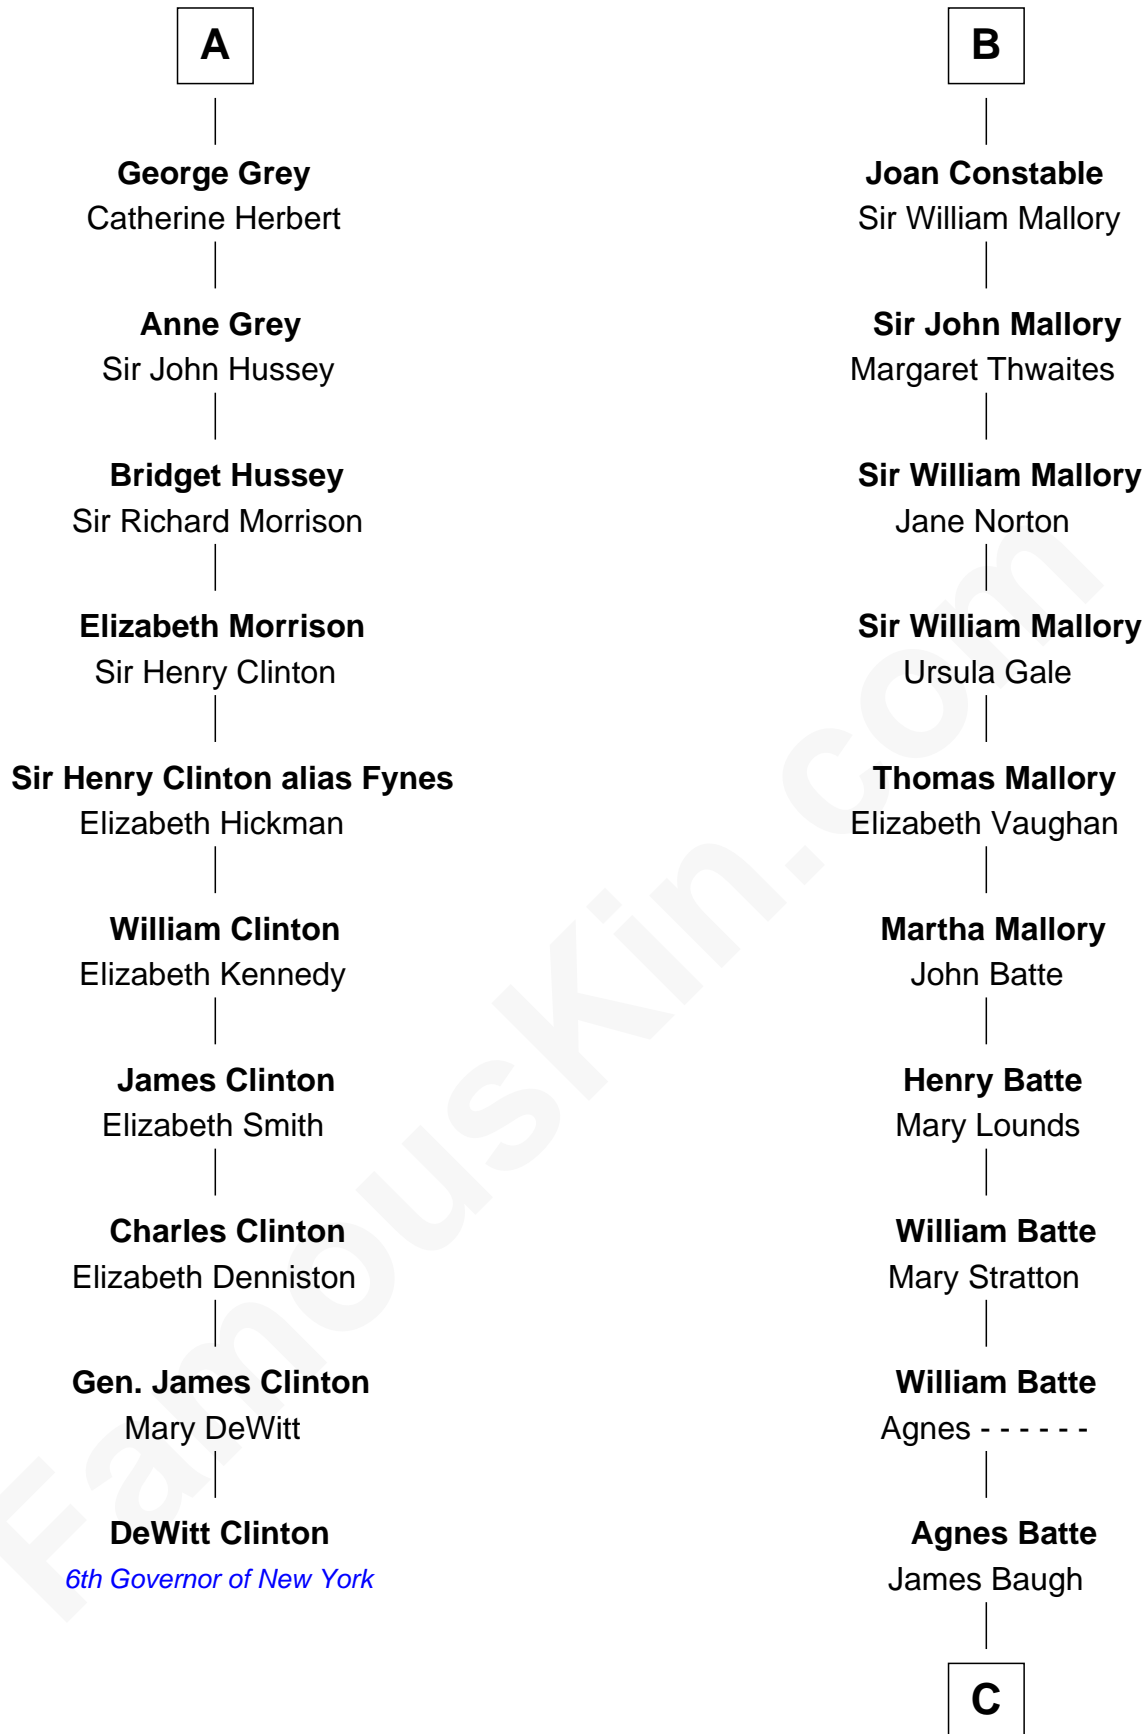 A
George Grey
Catherine Herbert
Anne Grey
Sir John Hussey
Bridget Hussey
Sir Richard Morrison
Elizabeth Morrison
Sir Henry Clinton
Sir Henry Clinton alias Fynes
Elizabeth Hickman
William Clinton
Elizabeth Kennedy
James Clinton
Elizabeth Smith
Charles Clinton
Elizabeth Denniston
Gen. James Clinton
Mary DeWitt
DeWitt Clinton
6th Governor of New York
B
Joan Constable
Sir William Mallory
Sir John Mallory
Margaret Thwaites
Sir William Mallory
Jane Norton
Sir William Mallory
Ursula Gale
Thomas Mallory
Elizabeth Vaughan
Martha Mallory
John Batte
Henry Batte
Mary Lounds
William Batte
Mary Stratton
William Batte
Agnes - - - - - -
Agnes Batte
James Baugh
C
FamousKin.com